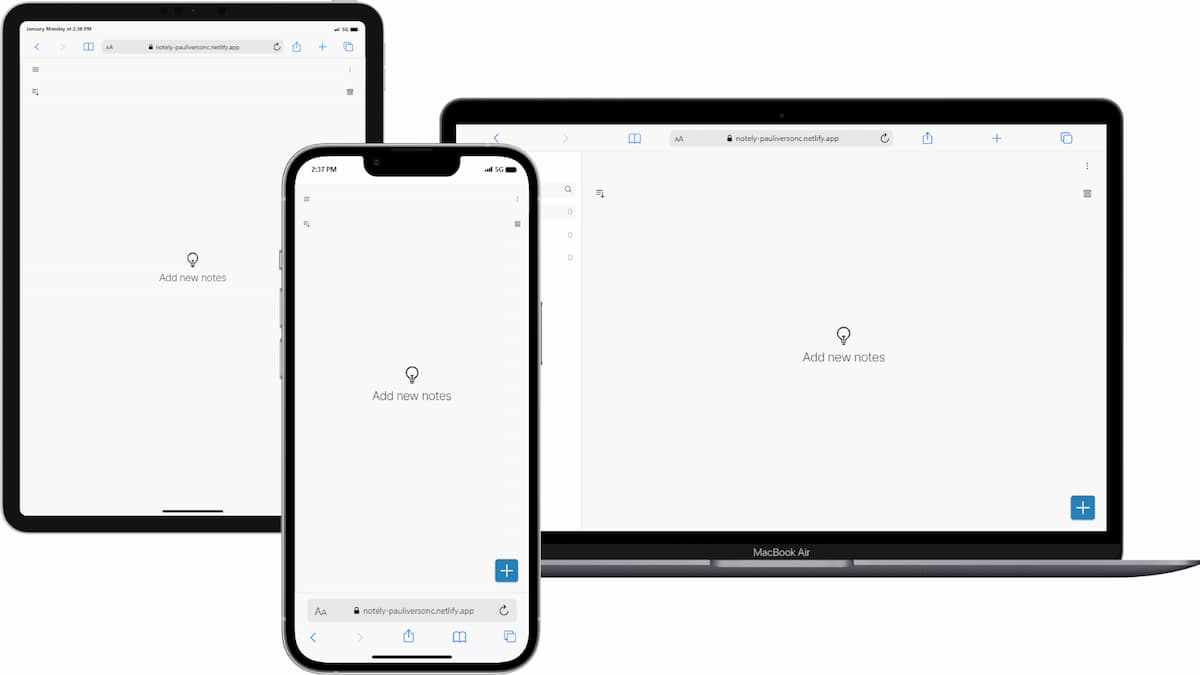 January Monday at 2:38 PM
5G
AA
notely-pauliversonc.netlify.app
Add new notes
2:37 PM
5G
Add new notes
AA
notely-pauliversonc.netlify.app
AA
notely-pauliversonc.netlify.app
0
0
0
Add new notes
MacBook Air